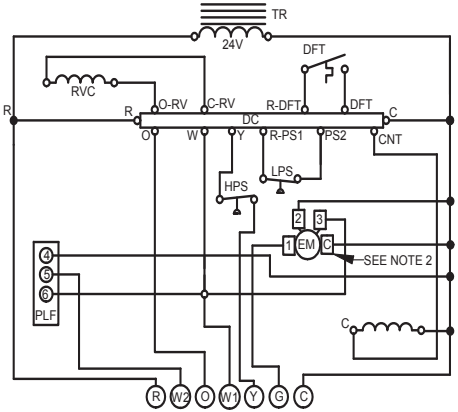 TR
24V
DFT
RVC
R
R
O-RV
C-RV
R-DFT
DFT
C
DC
O
W
Y
R-PS1
PS2
CNT
LPS
HPS
2
3
1
EM
C
SEE NOTE 2
4
5
6
PLF
C
R
W2
O
W1
Y
G
C